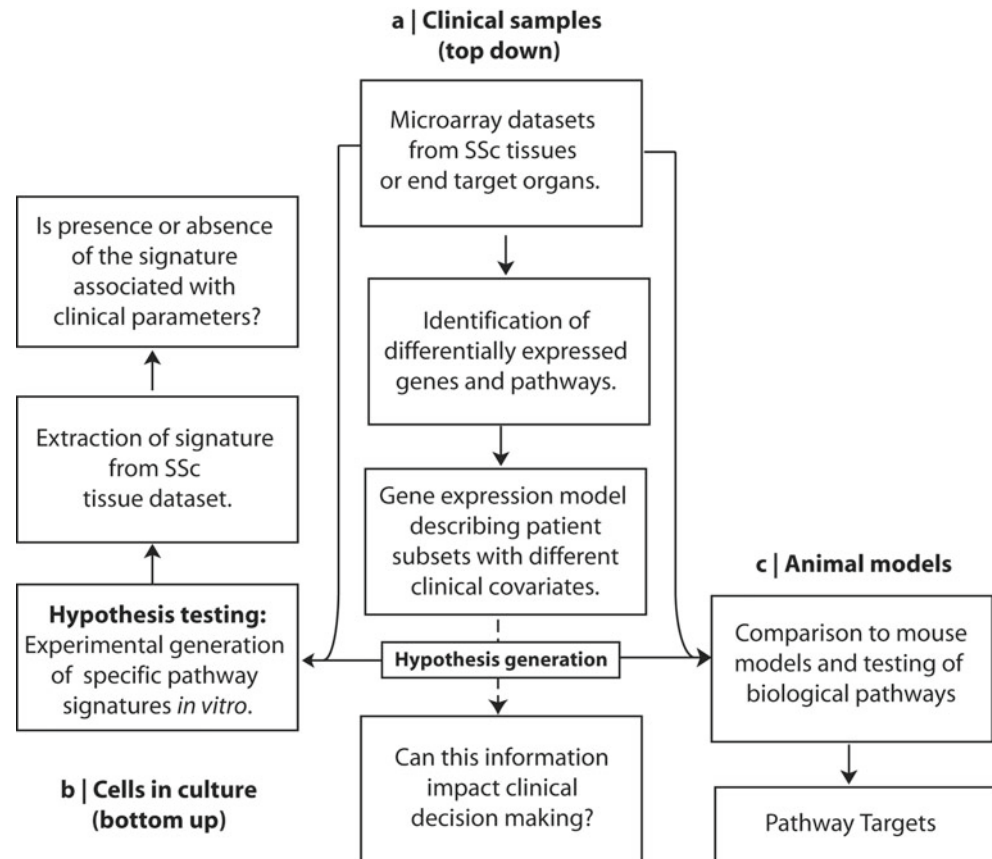 a | Clinical samples
(top down)
Microarray datasets
from SSc tissues
or end target organs.
Identification of
differentially expressed
genes and pathways.
Gene expression model
describing patient
subsets with different
clinical covariates.
Hypothesis generation
Can this information
impact clinical
decision making?
Is presence or absence
of the signature
associated with
clinical parameters?
Extraction of signature
from SSc
tissue dataset.
Hypothesis testing:
Experimental generation
of specific pathway
signatures in vitro.
b | Cells in culture
(bottom up)
c | Animal models
Comparison to mouse
models and testing of
biological pathways
Pathway Targets